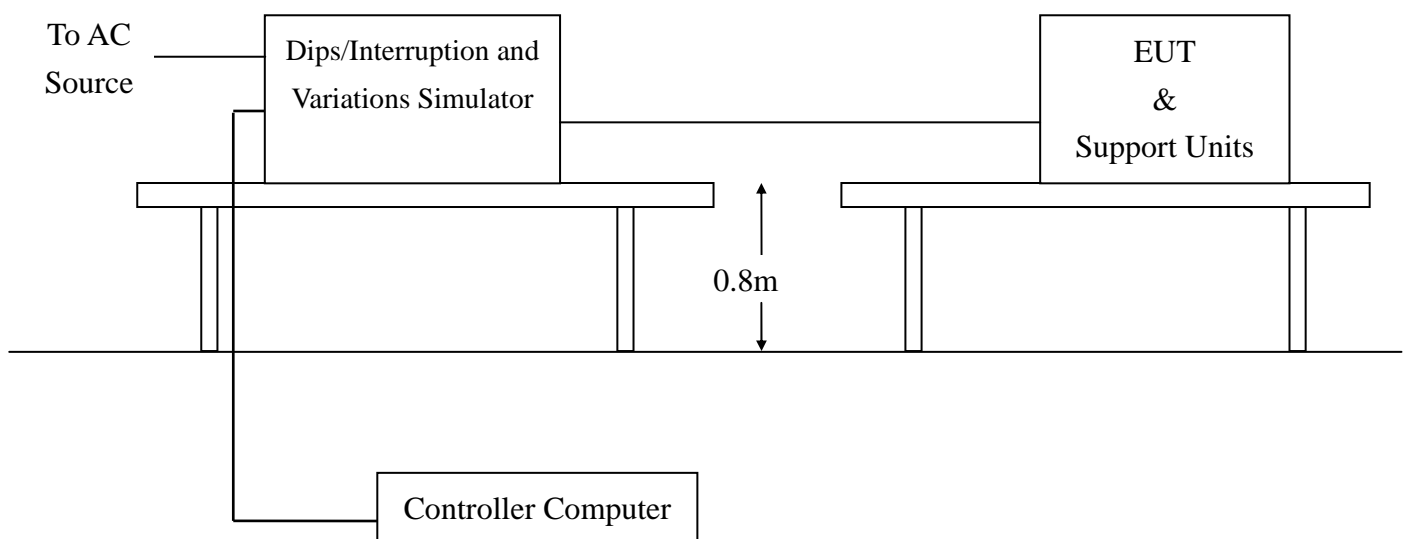 To AC
Source
Dips/Interruption and
Variations Simulator
EUT
&
Support Units
0.8m
Controller Computer